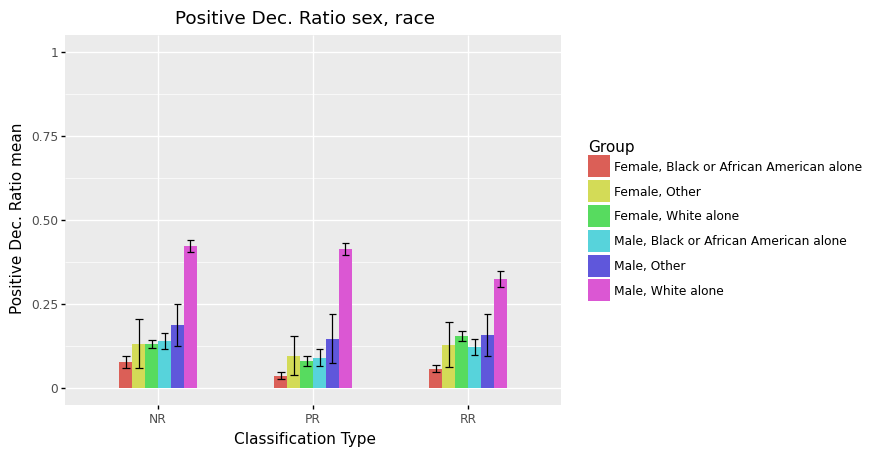 Positive Dec. Ratio sex, race
Positive Dec. Ratio mean
1
0.75
0.50
0.25
0
NR
PR
RR
Classification Type
Group
Female, Black or African American alone
Female, Other
Female, White alone
Male, Black or African American alone
Male, Other
Male, White alone